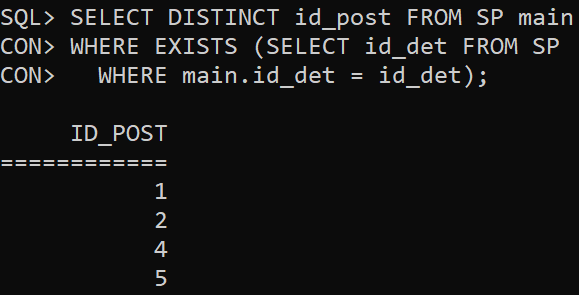 SQL> SELECT DISTINCT id_post FROM SP main
CON> WHERE EXISTS (SELECT id_det FROM SP
CON>   WHERE main.id_det = id_det);
ID_POST
============
1
2
4
5